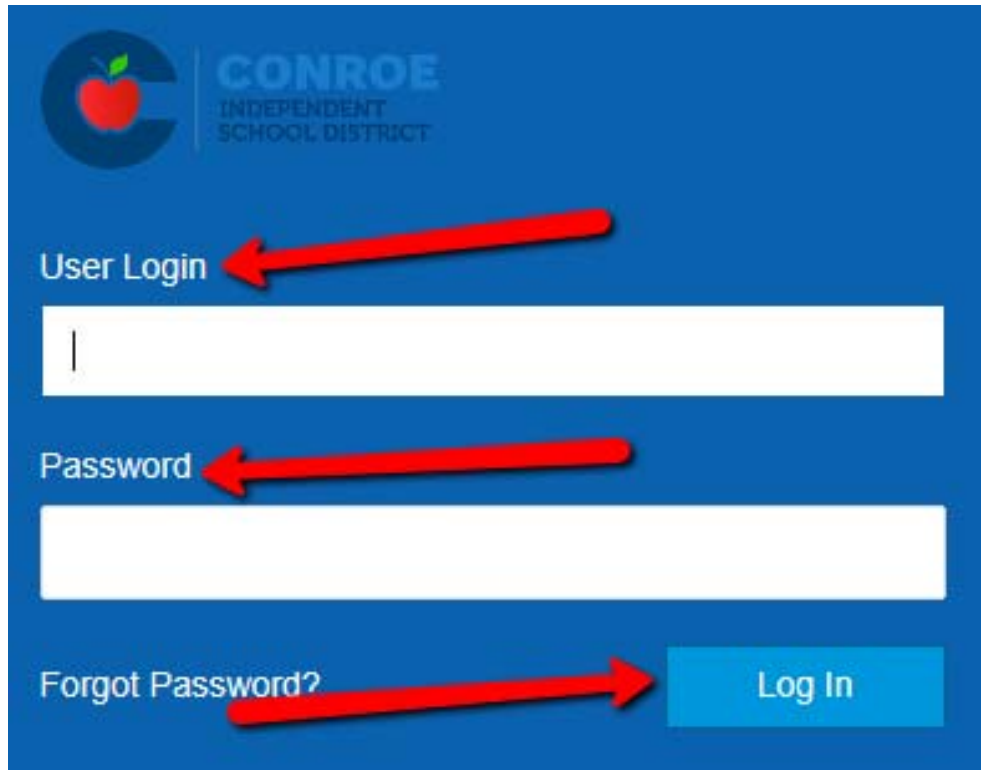 CONROE
INDEPENDENT
SCHOOL DISTRICT
User Login
Password
Forgot Password?
Log In